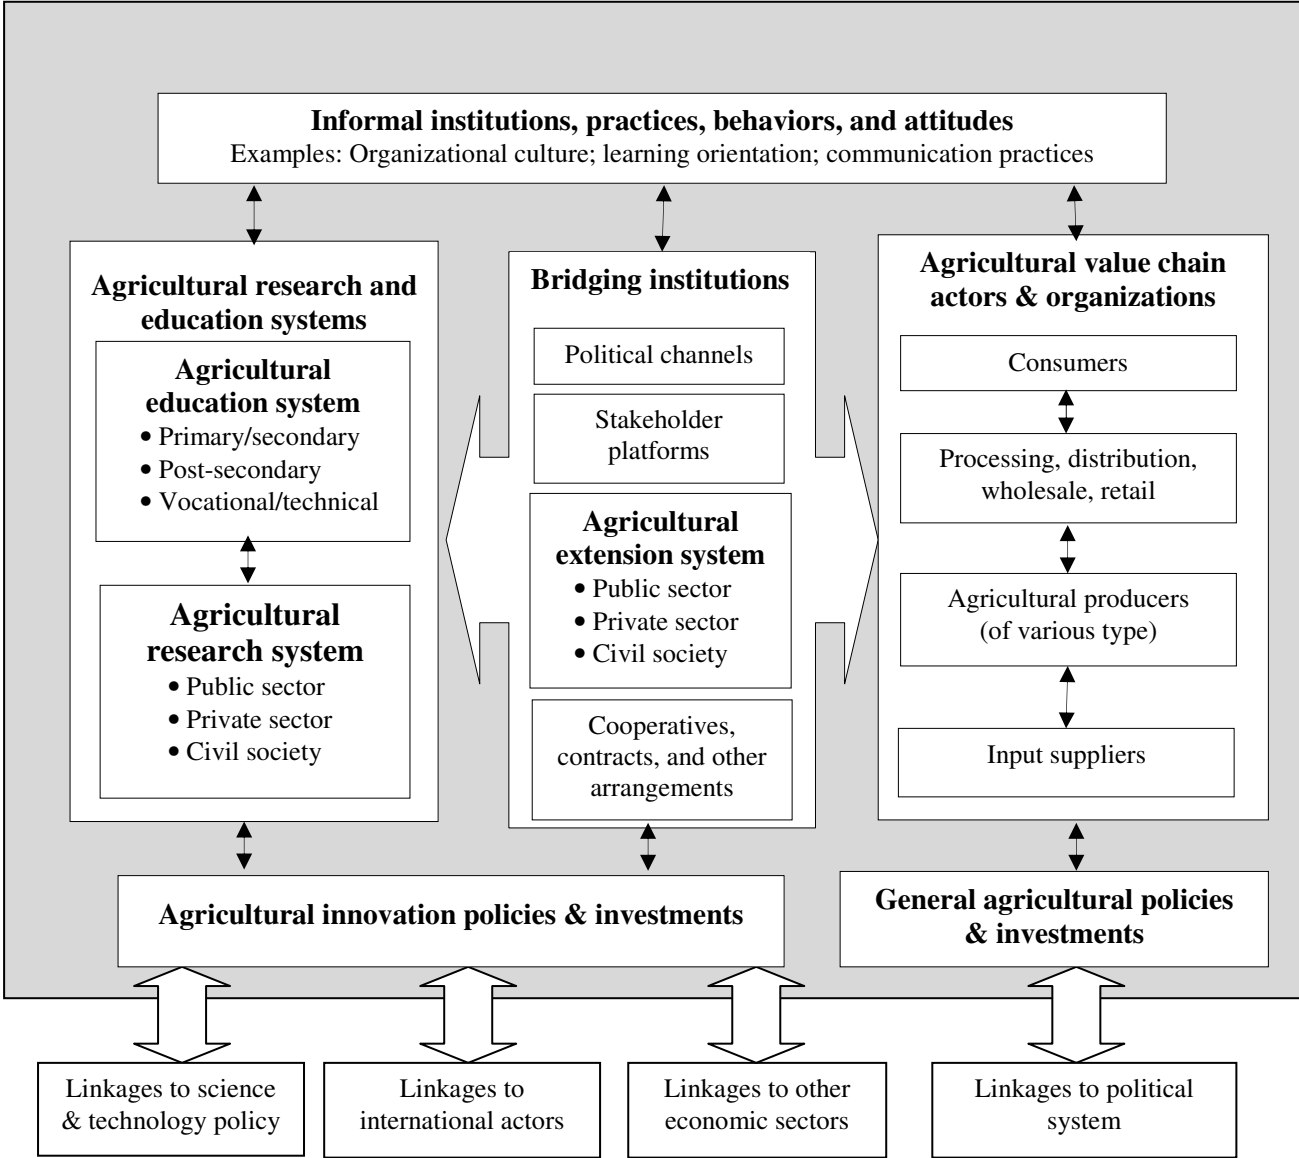 Informal institutions, practices, behaviors, and attitudes
Examples: Organizational culture; learning orientation; communication practices
Agricultural research and
education systems
Agricultural
education system
• Primary/secondary
• Post-secondary
• Vocational/technical
Agricultural
research system
• Public sector
• Private sector
• Civil society
Bridging institutions
Political channels
Stakeholder
platforms
Agricultural
extension system
• Public sector
• Private sector
• Civil society
Cooperatives,
contracts, and other
arrangements
Agricultural value chain
actors & organizations
Consumers
Processing, distribution,
wholesale, retail
Agricultural producers
(of various type)
Input suppliers
Agricultural innovation policies & investments
General agricultural policies
& investments
Linkages to science
& technology policy
Linkages to
international actors
Linkages to other
economic sectors
Linkages to political
system